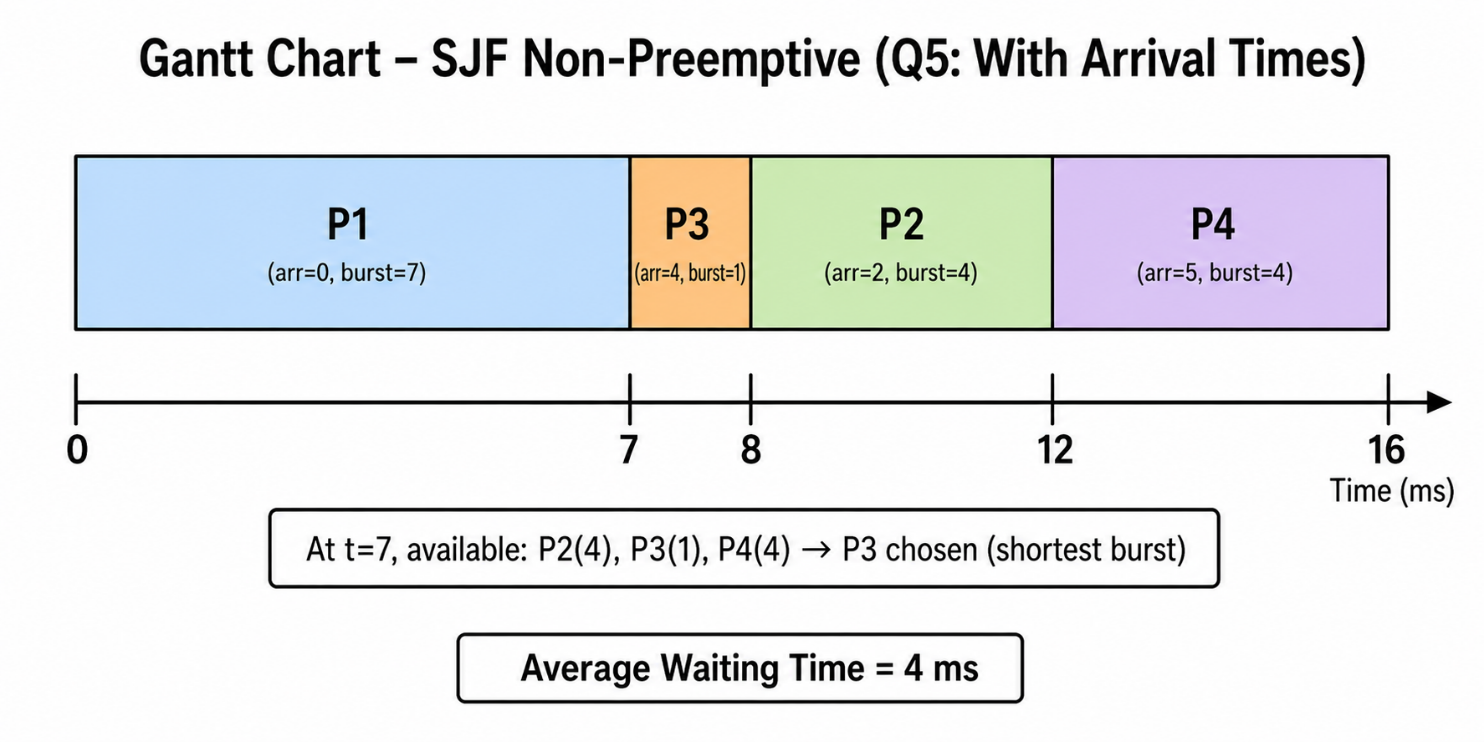 Gantt Chart – SJF Non-Preemptive (Q5: With Arrival Times)
P1
(arr=0, burst=7)
P3
(arr=4, burst=1)
P2
(arr=2, burst=4)
P4
(arr=5, burst=4)
0 7 8 12 16
Time (ms)
At t=7, available: P2(4), P3(1), P4(4) → P3 chosen (shortest burst)
Average Waiting Time = 4 ms